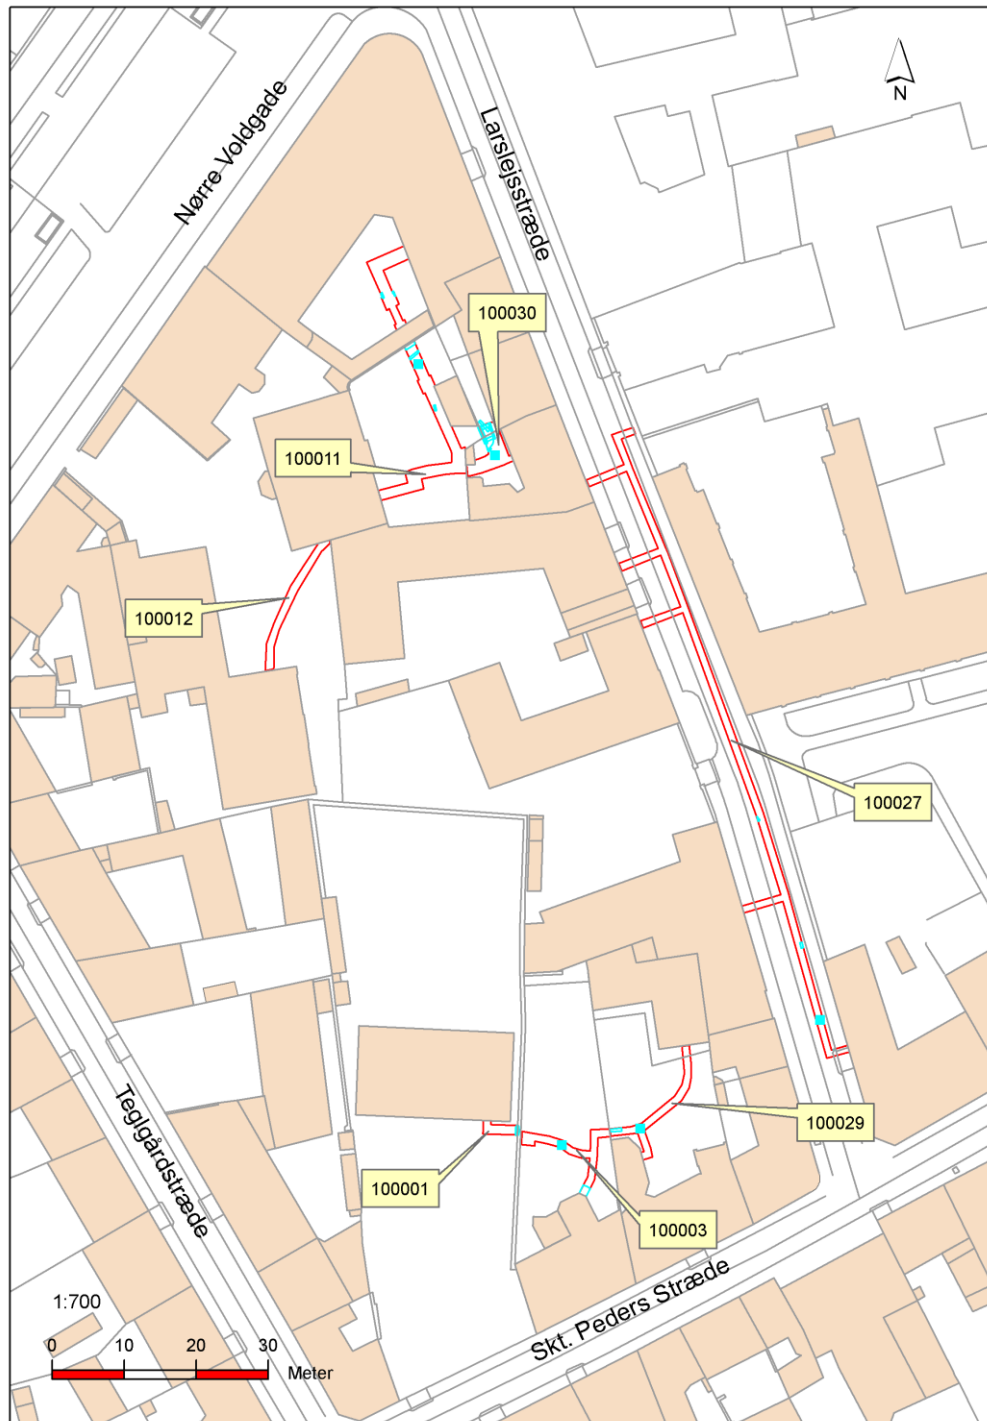 N
Nørre Voldgade
Larslejsstræde
100030
100011
100012
100027
100029
100001
100003
Teglgårdstræde
Skt. Peders Stræde
1:700
0 10 20 30
Meter